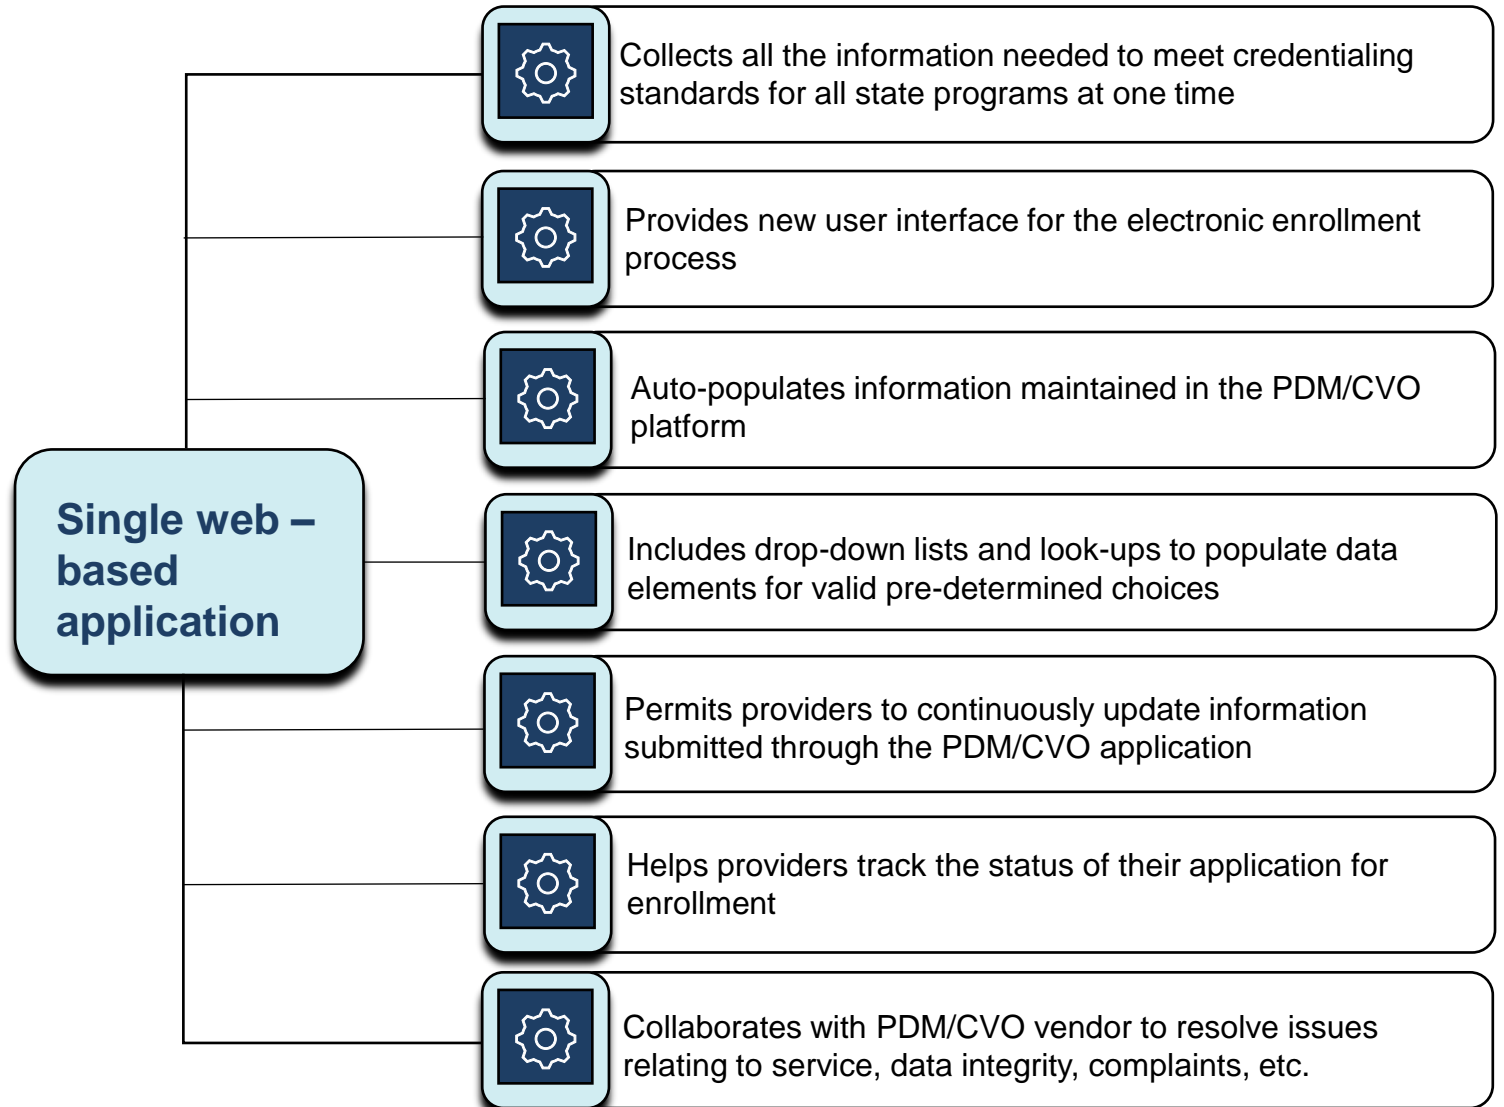 Collects all the information needed to meet credentialing
standards for all state programs at one time
Provides new user interface for the electronic enrollment
process
Auto-populates information maintained in the PDM/CVO
platform
Single web –
based
application
Includes drop-down lists and look-ups to populate data
elements for valid pre-determined choices
Permits providers to continuously update information
submitted through the PDM/CVO application
Helps providers track the status of their application for
enrollment
Collaborates with PDM/CVO vendor to resolve issues
relating to service, data integrity, complaints, etc.